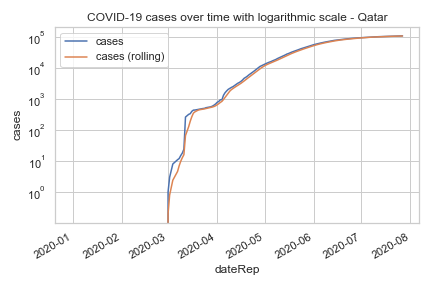 COVID-19 cases over time with logarithmic scale - Qatar
cases
cases (rolling)
10^5
10^4
10^3
10^2
10^1
10^0
cases
2020-01
2020-02
2020-03
2020-04
2020-05
2020-06
2020-07
2020-08
dateRep